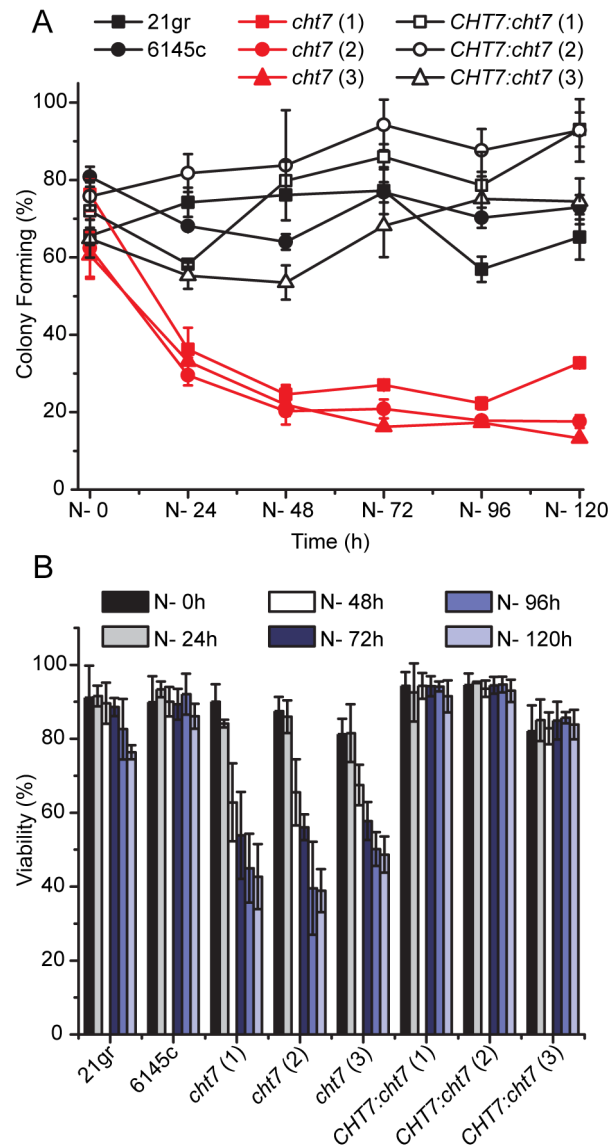 A
21gr
cht7 (1)
CHT7:cht7 (1)
6145c
cht7 (2)
CHT7:cht7 (2)
cht7 (3)
CHT7:cht7 (3)
100
80
60
40
20
0
Colony Forming (%)
N- 0 N- 24 N- 48 N- 72 N- 96 N- 120
Time (h)
B
N- 0h N- 48h N- 96h
N- 24h N- 72h N- 120h
100
80
60
40
20
0
Viability (%)
21gr
6145c
cht7 (1)
cht7 (2)
cht7 (3)
CHT7:cht7 (1)
CHT7:cht7 (2)
CHT7:cht7 (3)